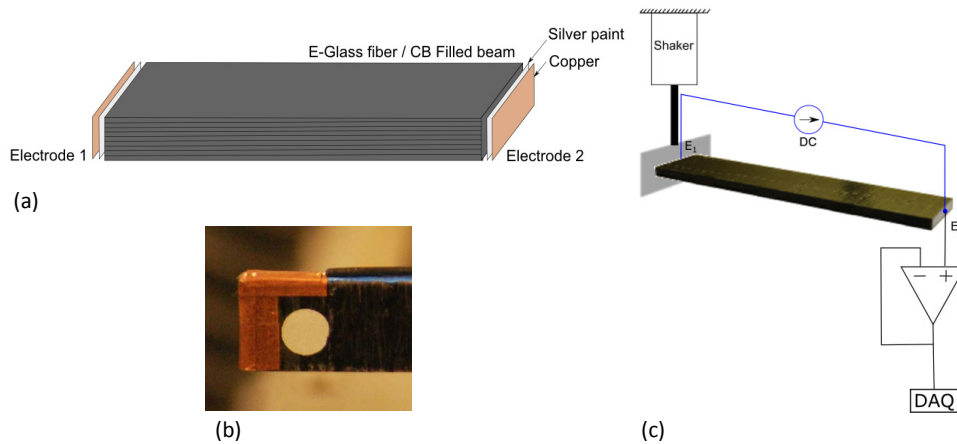 E-Glass fiber / CB Filled beam
Silver paint
Copper
Electrode 1
Electrode 2
(a)
(b)
Shaker
DC
E1
E
− +
DAQ
(c)